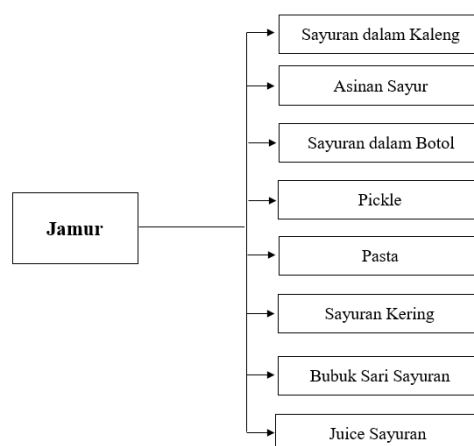 Sayuran dalam Kaleng
Asinan Sayur
Sayuran dalam Botol
Jamur
Pickle
Pasta
Sayuran Kering
Bubuk Sari Sayuran
Juice Sayuran